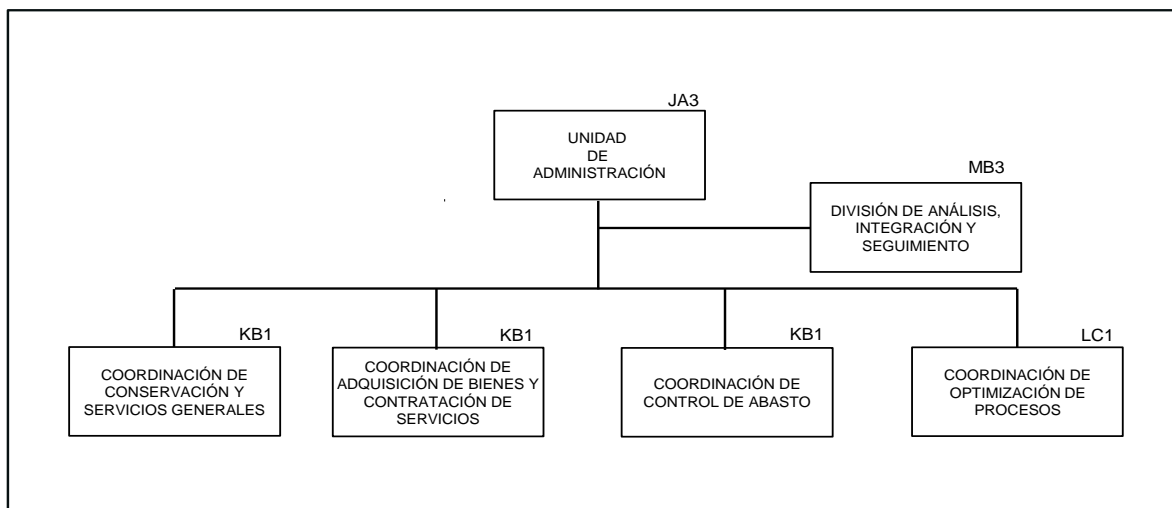 JA3
UNIDAD
DE
ADMINISTRACIÓN
MB3
DIVISIÓN DE ANÁLISIS,
INTEGRACIÓN Y
SEGUIMIENTO
KB1
COORDINACIÓN DE
CONSERVACIÓN Y
SERVICIOS GENERALES
KB1
COORDINACIÓN DE
ADQUISICIÓN DE BIENES Y
CONTRATACIÓN DE
SERVICIOS
KB1
COORDINACIÓN DE
CONTROL DE ABASTO
LC1
COORDINACIÓN DE
OPTIMIZACIÓN DE
PROCESOS